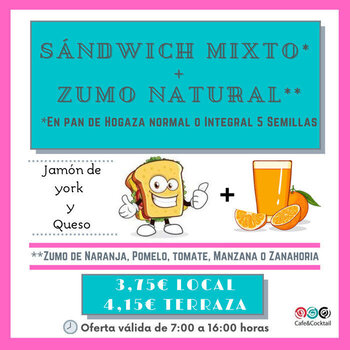 SÁNDWICH MIXTO*
+
ZUMO NATURAL**
*En pan de Hogaza normal o Integral 5 Semillas
Jamón de
york
y
Queso
+
**Zumo de Naranja, Pomelo, tomate, Manzana o Zanahoria
3,75€ LOCAL
4,15€ TERRAZA
Cafe&Cocktail
Oferta válida de 7:00 a 16:00 horas